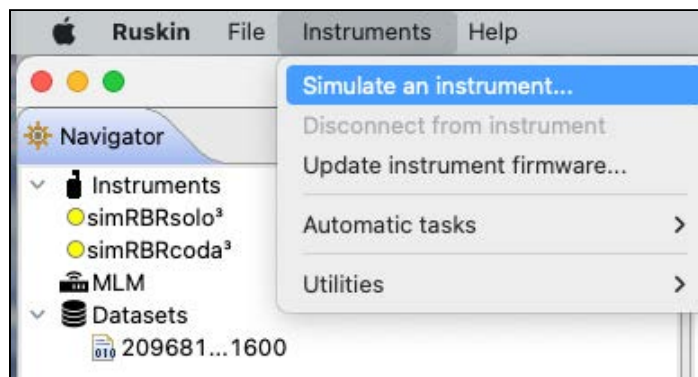 Ruskin File Instruments Help
Simulate an instrument...
Disconnect from instrument
Update instrument firmware...
Automatic tasks
Utilities
Navigator
Instruments
simRBRsolo³
simRBRcoda³
MLM
Datasets
010 209681...1600